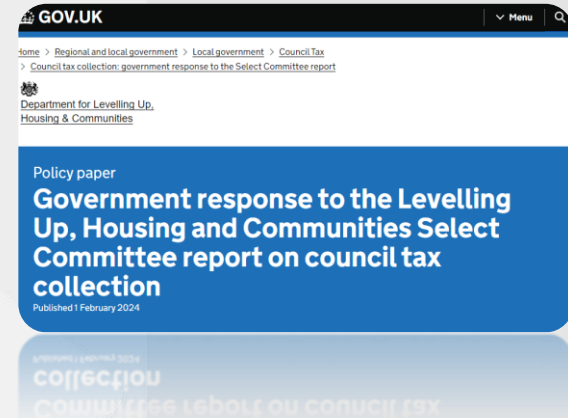 GOV.UK
Menu
Home > Regional and local government > Local government > Council Tax
> Council tax collection: government response to the Select Committee report
Department for Levelling Up,
Housing & Communities
Policy paper
Government response to the Levelling
Up, Housing and Communities Select
Committee report on council tax
collection
Published 1 February 2024